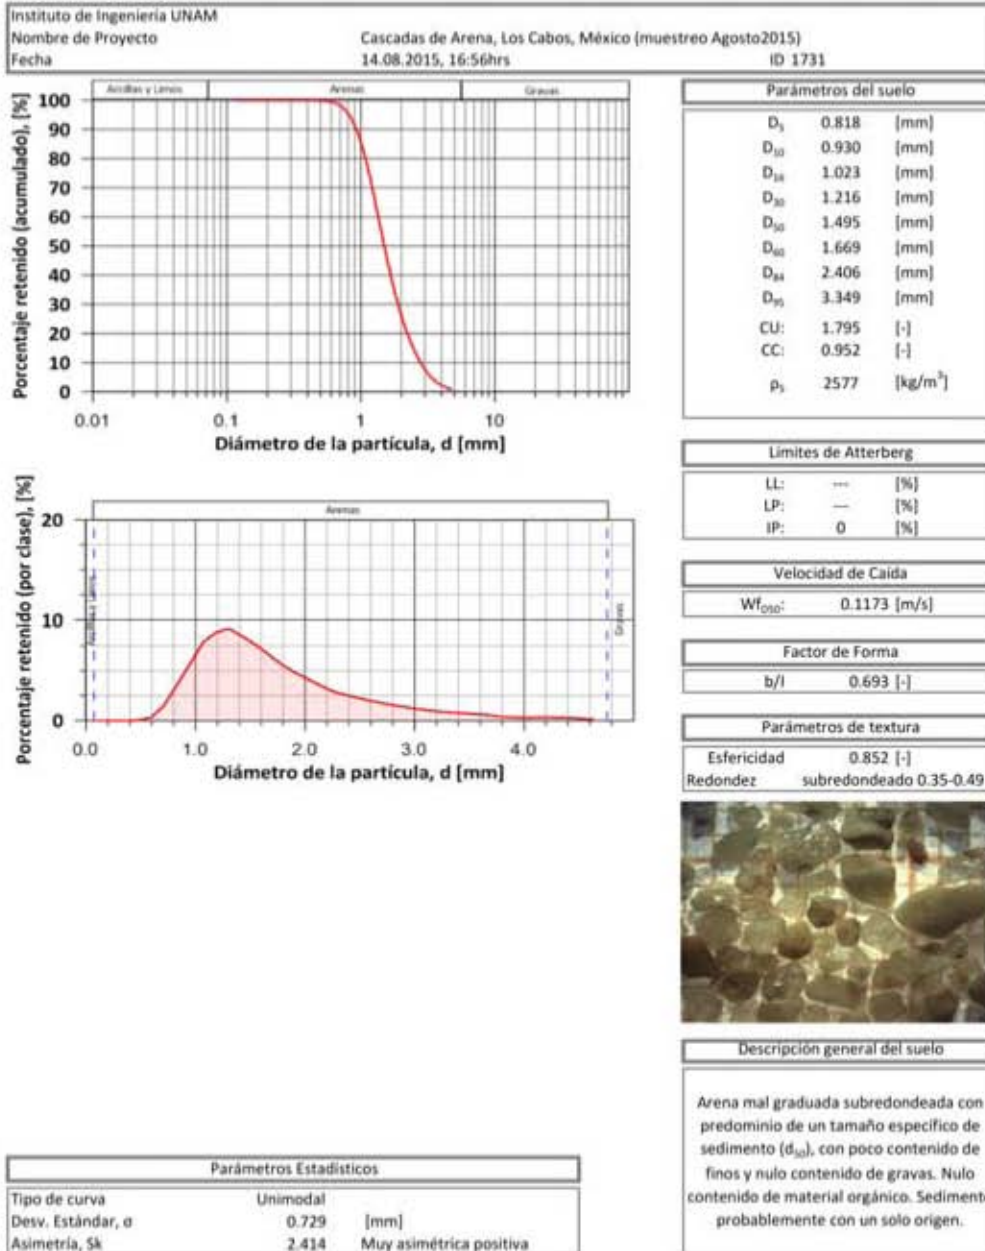 Instituto de Ingeniería UNAM
Nombre de Proyecto Cascadas de Arena, Los Cabos, México (muestreo Agosto2015)
Fecha 14.08.2015, 16:56hrs ID 1731
Arcillas y Limos Arenas Gravas
Porcentaje retenido (acumulado), [%]
100
90
80
70
60
50
40
30
20
10
0
0.01 0.1 1 10
Diámetro de la partícula, d [mm]
Parámetros del suelo
D5 0.818 [mm]
D10 0.930 [mm]
D16 1.023 [mm]
D30 1.216 [mm]
D50 1.495 [mm]
D60 1.669 [mm]
D84 2.406 [mm]
D95 3.349 [mm]
CU: 1.795 [-]
CC: 0.952 [-]
ρs 2577 [kg/m³]
Límites de Atterberg
LL: --- [%]
LP: --- [%]
IP: 0 [%]
Porcentaje retenido (por clase), [%]
Arenas
Arcillas y Limos
Gravas
20
10
0
0.0 1.0 2.0 3.0 4.0
Diámetro de la partícula, d [mm]
Velocidad de Caída
WfD50: 0.1173 [m/s]
Factor de Forma
b/l 0.693 [-]
Parámetros de textura
Esfericidad 0.852 [-]
Redondez subredondeado 0.35-0.49
Descripción general del suelo
Arena mal graduada subredondeada con
predominio de un tamaño específico de
sedimento (d50), con poco contenido de
finos y nulo contenido de gravas. Nulo
contenido de material orgánico. Sediment
probablemente con un solo origen.
Parámetros Estadísticos
Tipo de curva Unimodal
Desv. Estándar, σ 0.729 [mm]
Asimetría, Sk 2.414 Muy asimétrica positiva